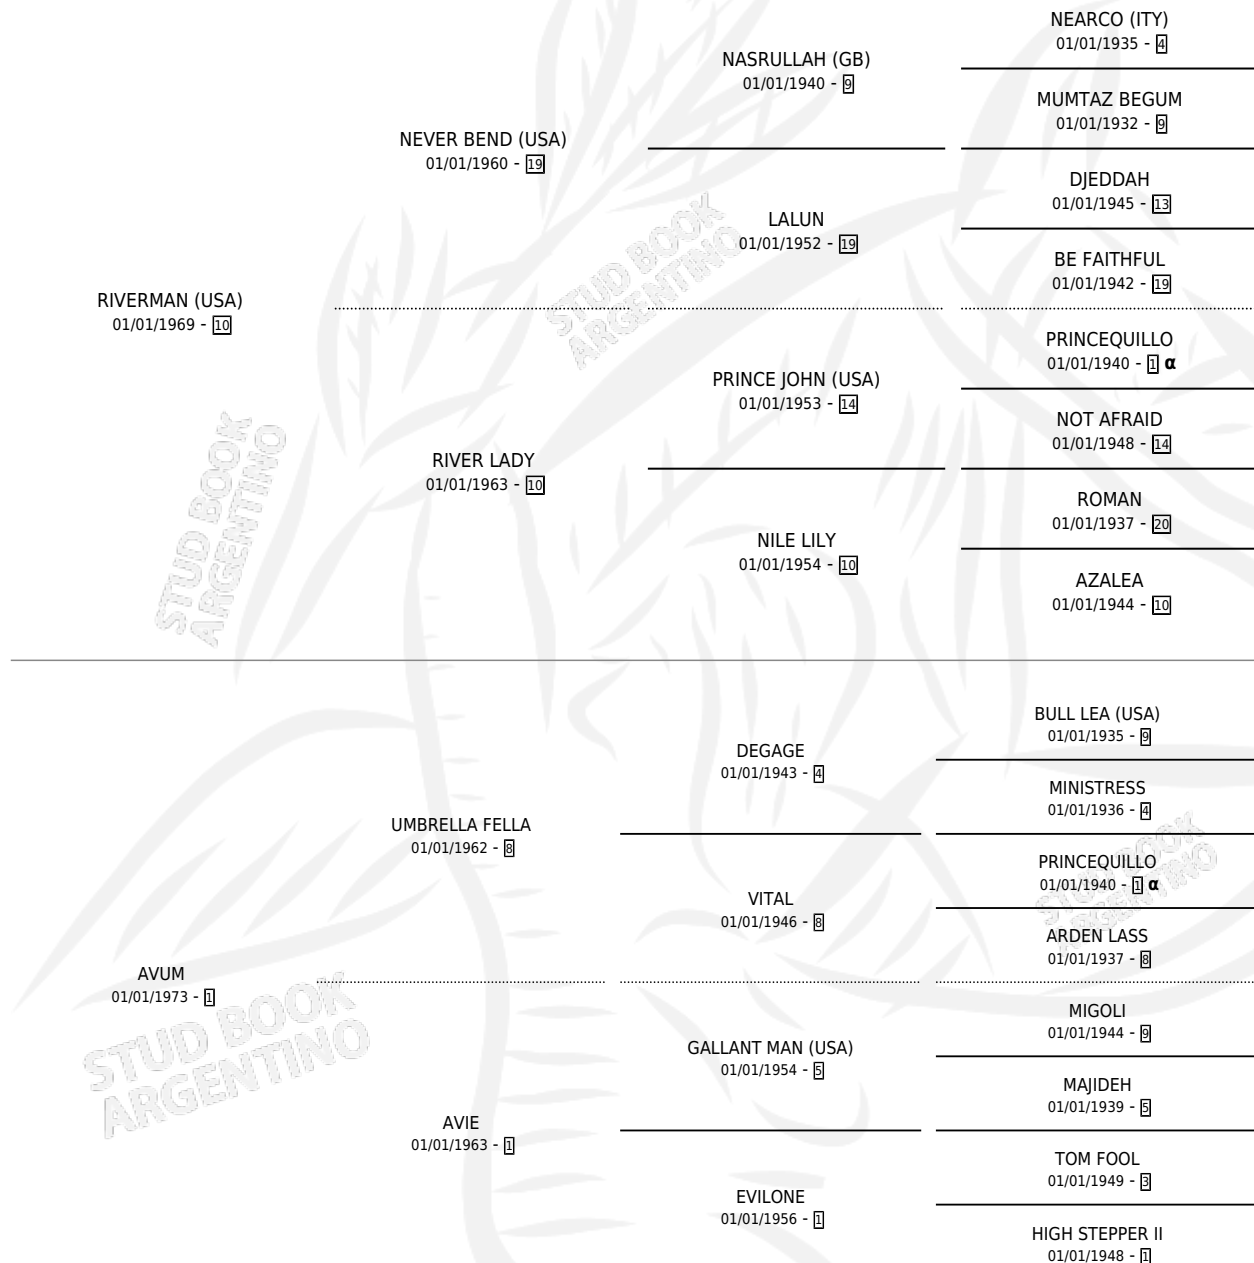 NEARCO (ITY)
01/01/1935 - 4
NASRULLAH (GB)
01/01/1940 - 9
MUMTAZ BEGUM
01/01/1932 - 9
NEVER BEND (USA)
01/01/1960 - 19
DJEDDAH
01/01/1945 - 13
LALUN
01/01/1952 - 19
BE FAITHFUL
01/01/1942 - 19
RIVERMAN (USA)
01/01/1969 - 10
PRINCEQUILLO
01/01/1940 - 1 α
PRINCE JOHN (USA)
01/01/1953 - 14
NOT AFRAID
01/01/1948 - 14
RIVER LADY
01/01/1963 - 10
ROMAN
01/01/1937 - 20
NILE LILY
01/01/1954 - 10
AZALEA
01/01/1944 - 10
BULL LEA (USA)
01/01/1935 - 9
DEGAGE
01/01/1943 - 4
MINISTRESS
01/01/1936 - 4
UMBRELLA FELLA
01/01/1962 - 8
PRINCEQUILLO
01/01/1940 - 1 α
VITAL
01/01/1946 - 8
ARDEN LASS
01/01/1937 - 8
AVUM
01/01/1973 - 1
MIGOLI
01/01/1944 - 9
GALLANT MAN (USA)
01/01/1954 - 5
MAJIDEH
01/01/1939 - 5
AVIE
01/01/1963 - 1
TOM FOOL
01/01/1949 - 3
EVILONE
01/01/1956 - 1
HIGH STEPPER II
01/01/1948 - 1
STUD BOOK
ARGENTINO
STUD BOOK
ARGENTINO
STUD BOOK
ARGENTINO
STUD BOOK
ARGENTINO